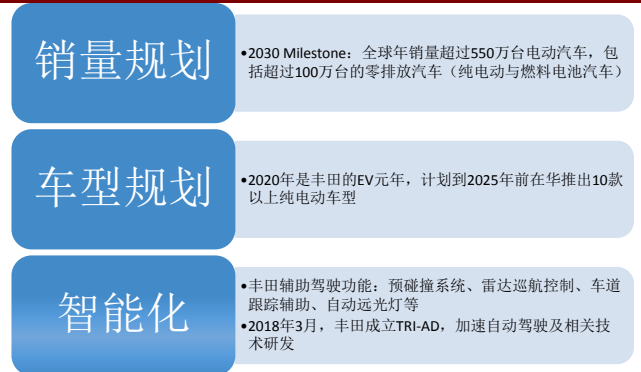 销量规划
•2030 Milestone：全球年销量超过550万台电动汽车，包
括超过100万台的零排放汽车（纯电动与燃料电池汽车）
车型规划
•2020年是丰田的EV元年，计划到2025年前在华推出10款
以上纯电动车型
智能化
•丰田辅助驾驶功能：预碰撞系统、雷达巡航控制、车道
跟踪辅助、自动远光灯等
•2018年3月，丰田成立TRI-AD，加速自动驾驶及相关技
术研发